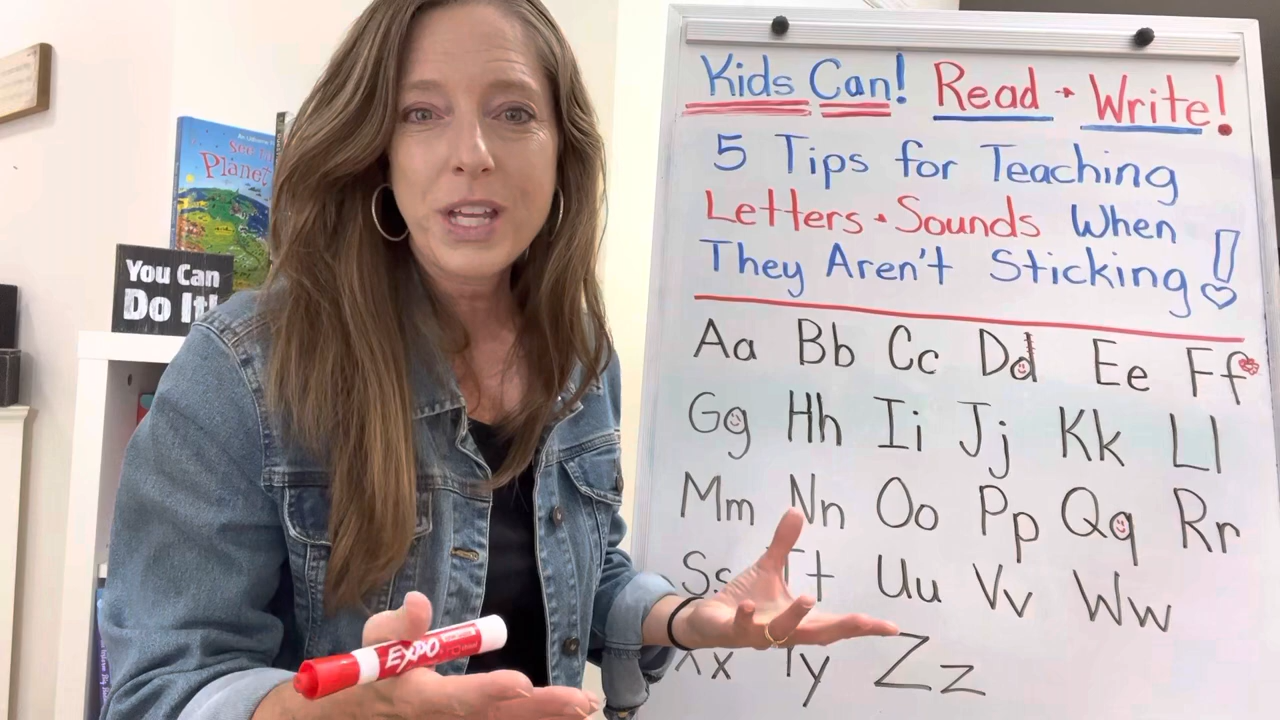 Kids Can! Read + Write!
5 Tips for Teaching
Letters + Sounds When
They Aren't Sticking!
Aa Bb Cc Dd Ee Ff
Gg Hh Ii Jj Kk Ll
Mm Nn Oo Pp Qq Rr
Ss Tt Uu Vv Ww
Xx Yy Zz
Planet
You Can
Do It!
EXPO